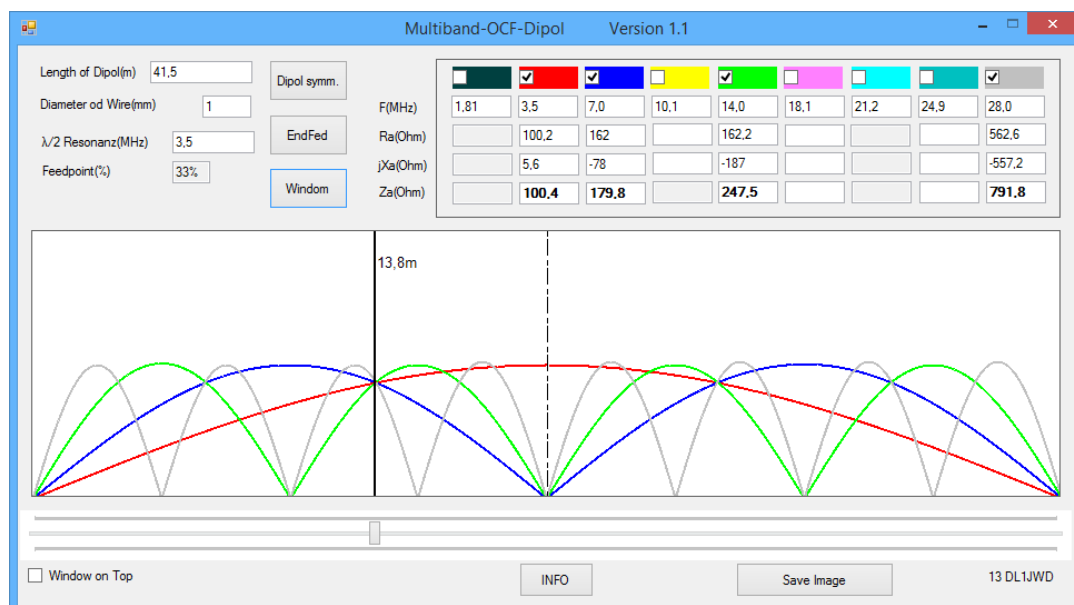 Multiband-OCF-Dipol Version 1.1
Length of Dipol(m) 41,5
Dipol symm.
Diameter od Wire(mm) 1
λ/2 Resonanz(MHz) 3,5
EndFed
Feedpoint(%) 33%
Windom
F(MHz) 1,81 3,5 7,0 10,1 14,0 18,1 21,2 24,9 28,0
Ra(Ohm) 100,2 162 162,2 562,6
jXa(Ohm) 5,6 -78 -187 -557,2
Za(Ohm) 100,4 179,8 247,5 791,8
13,8m
Window on Top
INFO
Save Image
13 DL1JWD